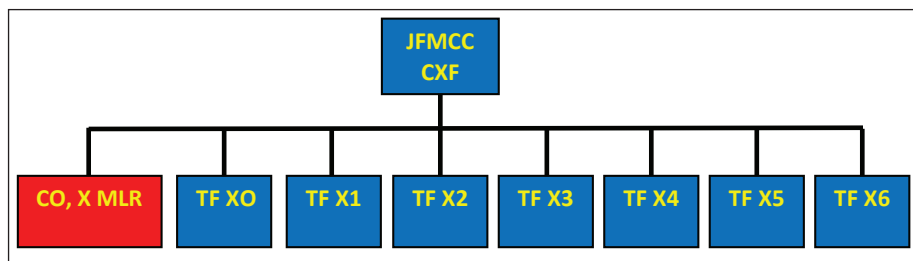 JFMCC
CXF
CO, X MLR
TF XO
TF X1
TF X2
TF X3
TF X4
TF X5
TF X6